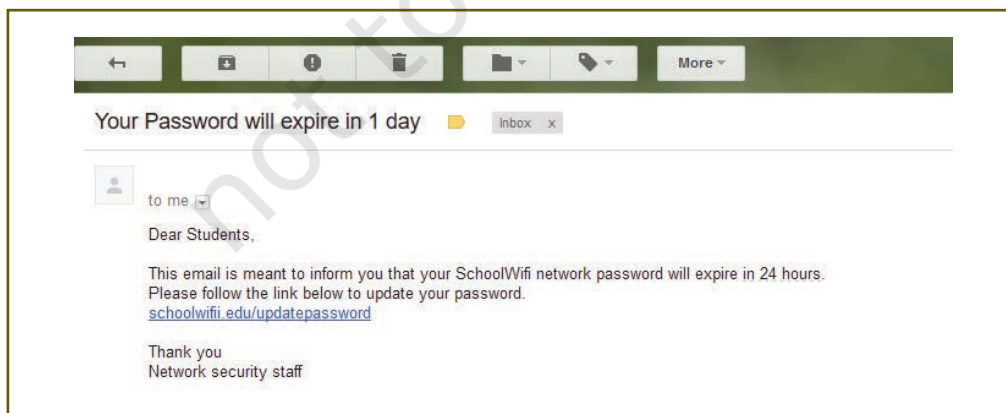 not to
More
Your Password will expire in 1 day Inbox x
to me
Dear Students,
This email is meant to inform you that your SchoolWifi network password will expire in 24 hours.
Please follow the link below to update your password.
schoolwifii.edu/updatepassword
Thank you
Network security staff